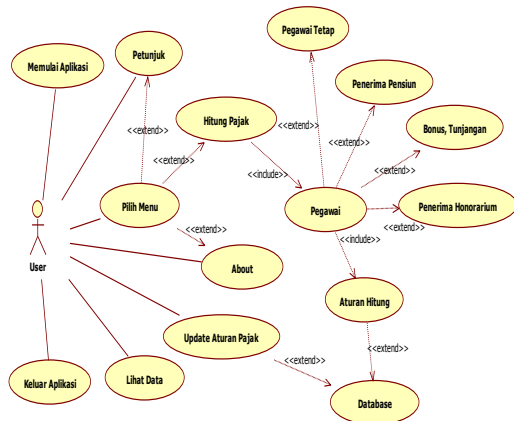 Pegawai Tetap
Memulai Aplikasi
Petunjuk
Penerima Pensiun
Hitung Pajak
<<extend>>
<<extend>>
<<extend>>
Bonus, Tunjangan
<<extend>>
<<extend>>
<<include>>
Pilih Menu
Pegawai
Penerima Honorarium
<<extend>>
<<extend>>
<<include>>
User
About
Aturan Hitung
Update Aturan Pajak
<<extend>>
<<extend>>
Keluar Aplikasi
Lihat Data
Database